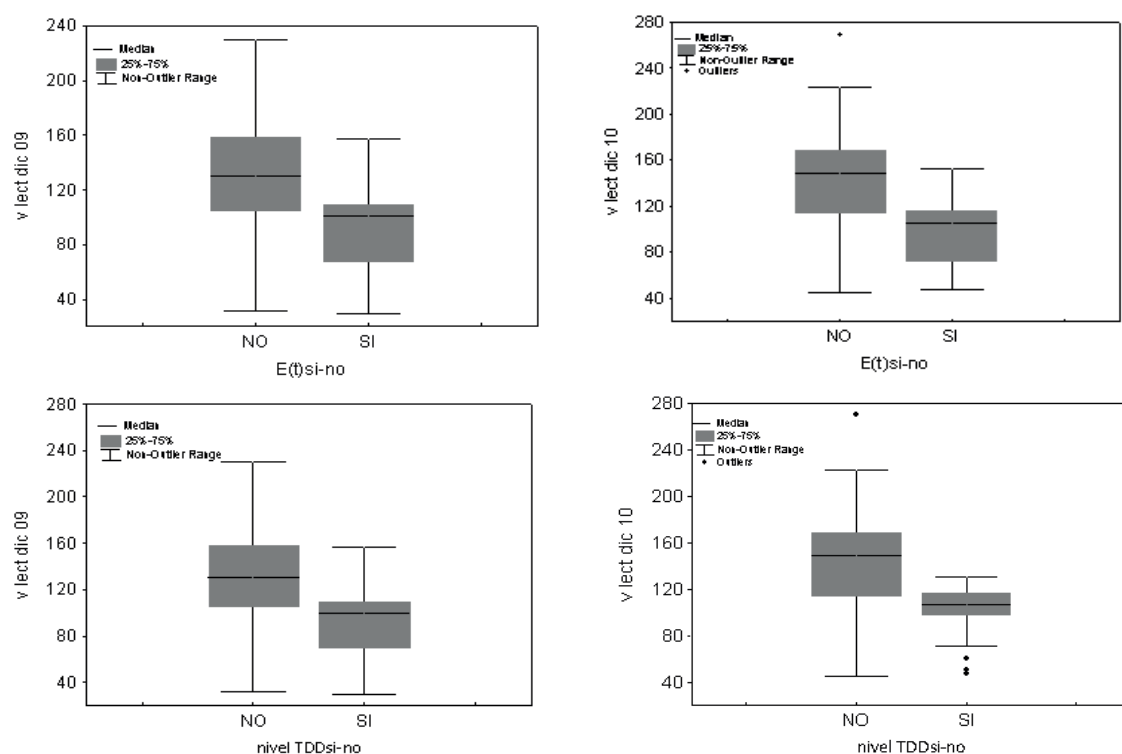 240
200
160
120
80
40
v lect dic 09
Median
25%-75%
Non-Outlier Range
NO SI
E(t)si-no
280
240
200
160
120
80
40
v lect dic 10
Median
25%-75%
Non-Outlier Range
Outliers
NO SI
E(t)si-no
280
240
200
160
120
80
40
v lect dic 09
Median
25%-75%
Non-Outlier Range
NO SI
nivel TDDsi-no
280
240
200
160
120
80
40
v lect dic 10
Median
25%-75%
Non-Outlier Range
Outliers
NO SI
nivel TDDsi-no